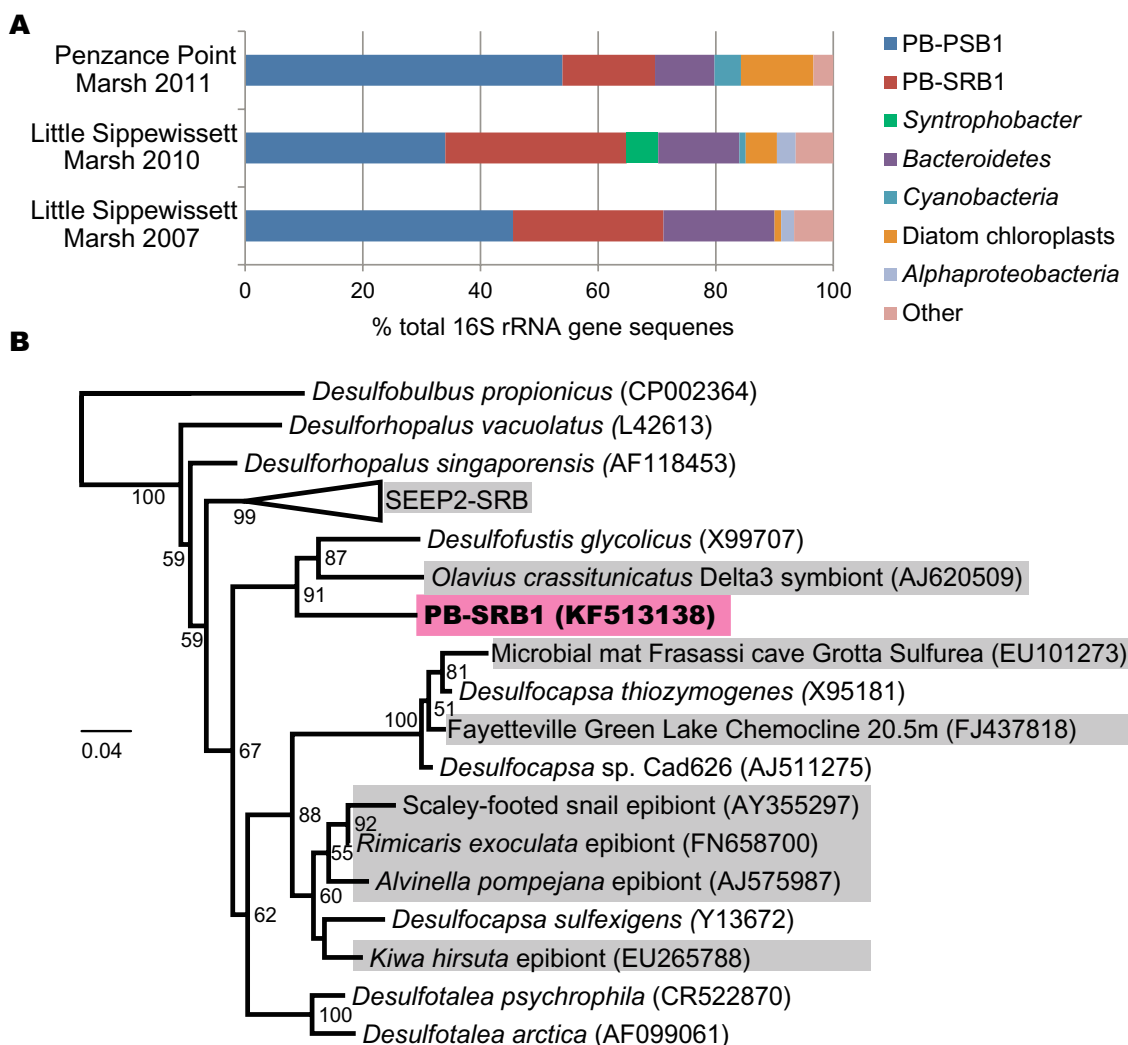 A
Penzance Point
Marsh 2011
Little Sippewissett
Marsh 2010
Little Sippewissett
Marsh 2007
0 20 40 60 80 100
% total 16S rRNA gene sequenes
PB-PSB1
PB-SRB1
Syntrophobacter
Bacteroidetes
Cyanobacteria
Diatom chloroplasts
Alphaproteobacteria
Other
B
Desulfobulbus propionicus (CP002364)
Desulforhopalus vacuolatus (L42613)
Desulforhopalus singaporensis (AF118453)
100
SEEP2-SRB
99
Desulfofustis glycolicus (X99707)
59
87
Olavius crassitunicatus Delta3 symbiont (AJ620509)
91
PB-SRB1 (KF513138)
59
Microbial mat Frasassi cave Grotta Sulfurea (EU101273)
81
Desulfocapsa thiozymogenes (X95181)
51
100
Fayetteville Green Lake Chemocline 20.5m (FJ437818)
0.04
67
Desulfocapsa sp. Cad626 (AJ511275)
Scaley-footed snail epibiont (AY355297)
88
92
Rimicaris exoculata epibiont (FN658700)
55
Alvinella pompejana epibiont (AJ575987)
60
62
Desulfocapsa sulfexigens (Y13672)
Kiwa hirsuta epibiont (EU265788)
Desulfotalea psychrophila (CR522870)
100
Desulfotalea arctica (AF099061)